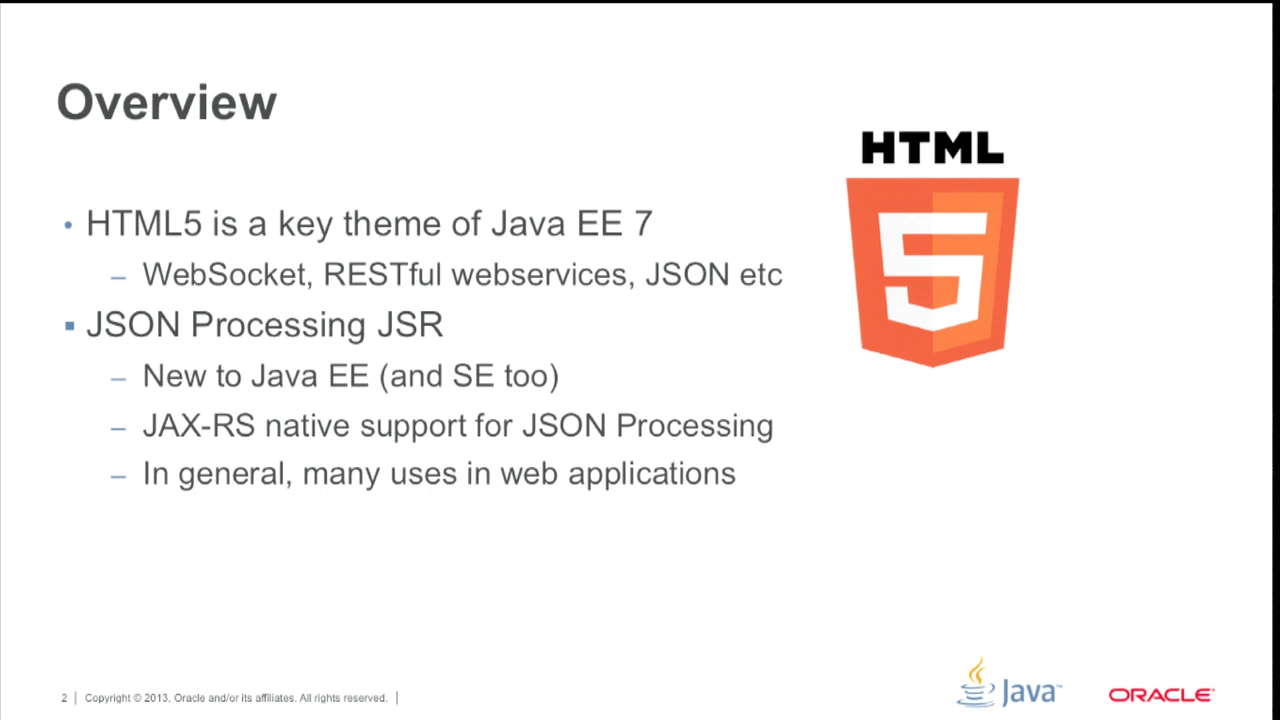 Overview
HTML
5
• HTML5 is a key theme of Java EE 7
– WebSocket, RESTful webservices, JSON etc
▪ JSON Processing JSR
– New to Java EE (and SE too)
– JAX-RS native support for JSON Processing
– In general, many uses in web applications
2 | Copyright © 2013, Oracle and/or its affiliates. All rights reserved. |
Java™
ORACLE®